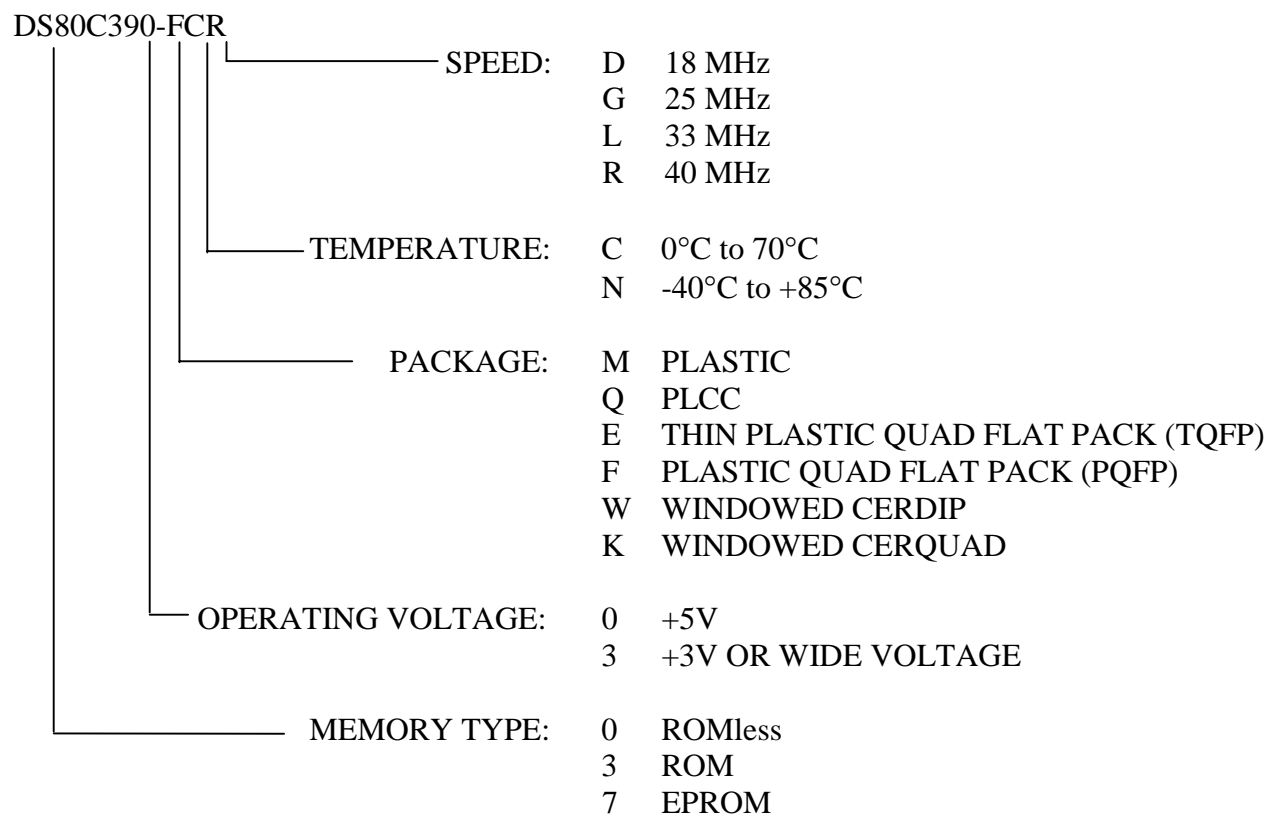 DS80C390-FCR
SPEED: D 18 MHz
G 25 MHz
L 33 MHz
R 40 MHz
TEMPERATURE: C 0°C to 70°C
N -40°C to +85°C
PACKAGE: M PLASTIC
Q PLCC
E THIN PLASTIC QUAD FLAT PACK (TQFP)
F PLASTIC QUAD FLAT PACK (PQFP)
W WINDOWED CERDIP
K WINDOWED CERQUAD
OPERATING VOLTAGE: 0 +5V
3 +3V OR WIDE VOLTAGE
MEMORY TYPE: 0 ROMless
3 ROM
7 EPROM